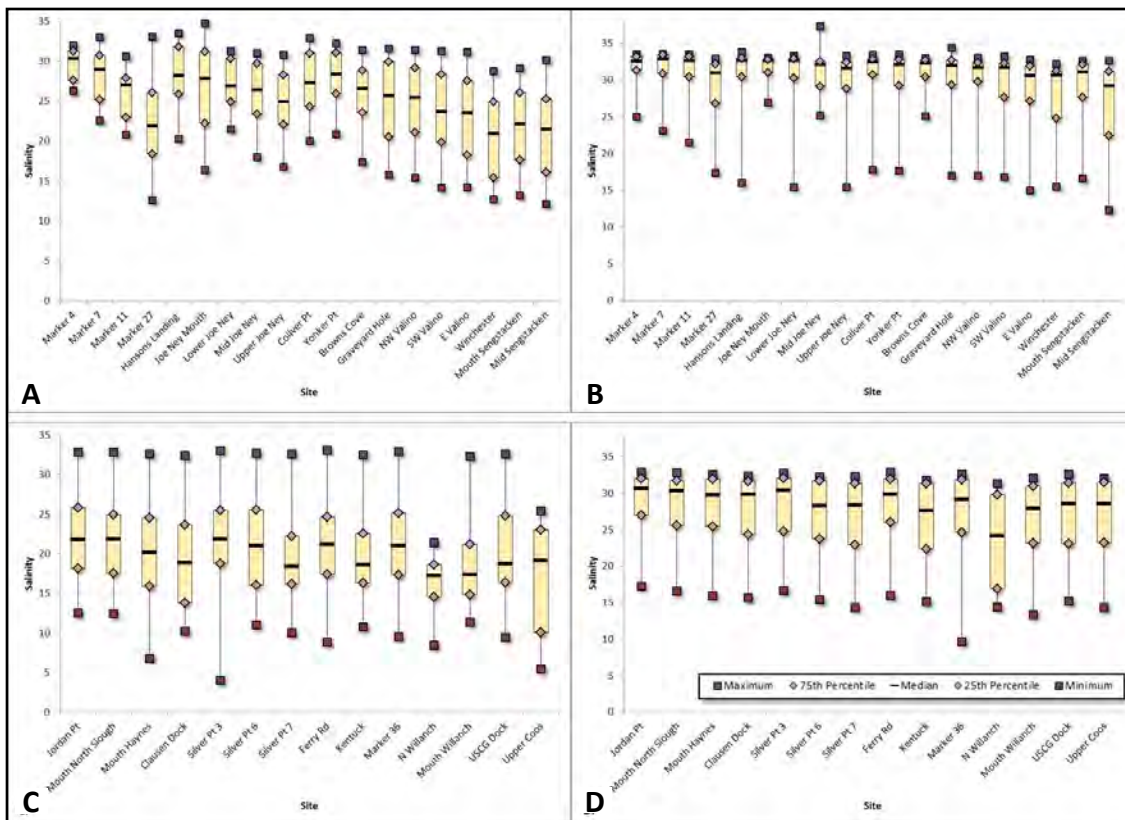 35
30
25
20
15
10
5
0
Salinity
Marker 4
Marker 7
Marker 11
Marker 27
Hansons Landing
Joe Ney Mouth
Lower Joe Ney
Mid Joe Ney
Upper Joe Ney
Coliver Pt
Yonker Pt
Browns Cove
Graveyard Hole
NW Valino
SW Valino
E Valino
Winchester
Mouth Sengstacken
Mid Sengstacken
Site
A
35
30
25
20
15
10
5
0
Salinity
Marker 4
Marker 7
Marker 11
Marker 27
Hansons Landing
Joe Ney Mouth
Lower Joe Ney
Mid Joe Ney
Upper Joe Ney
Coliver Pt
Yonker Pt
Browns Cove
Graveyard Hole
NW Valino
SW Valino
E Valino
Winchester
Mouth Sengstacken
Mid Sengstacken
Site
B
35
30
25
20
15
10
5
0
Salinity
Jordan Pt
Mouth North Slough
Mouth Haynes
Clausen Dock
Silver Pt 3
Silver Pt 6
Silver Pt 7
Ferry Rd
Kentuck
Marker 36
N Willanch
Mouth Willanch
USCG Dock
Upper Coos
Site
C
35
30
25
20
15
10
5
0
Salinity
Maximum 75th Percentile Median 25th Percentile Minimum
Jordan Pt
Mouth North Slough
Mouth Haynes
Clausen Dock
Silver Pt 3
Silver Pt 6
Silver Pt 7
Ferry Rd
Kentuck
Marker 36
N Willanch
Mouth Willanch
USCG Dock
Upper Coos
Site
D